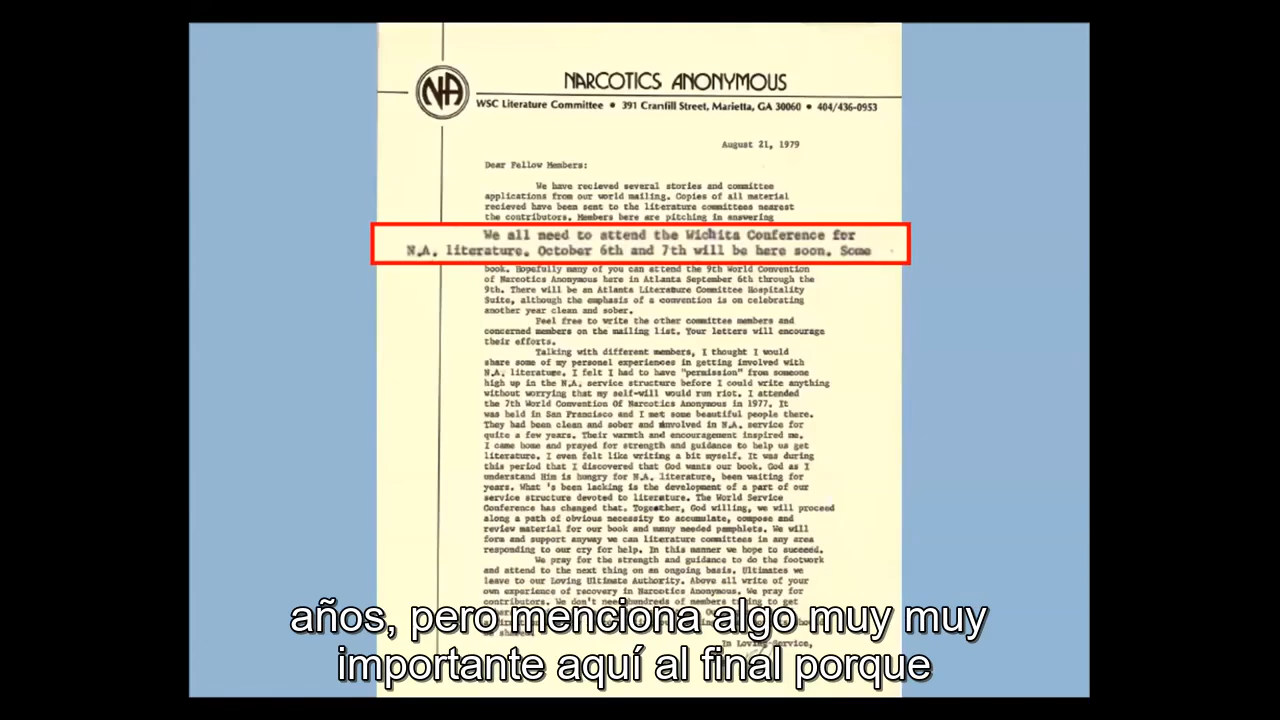 NA
NARCOTICS ANONYMOUS
WSC Literature Committee • 391 Cranfill Street, Marietta, GA 30060 • 404/436-0953
August 21, 1979
Dear Fellow Members:
We have recieved several stories and committee
applications from our world mailing. Copies of all material
recieved have been sent to the literature committees nearest
the contributors. Members here are pitching in answering
We all need to attend the Wichita Conference for
N.A. literature. October 6th and 7th will be here soon. Some
book. Hopefully many of you can attend the 9th World Convention
of Narcotics Anonymous here in Atlanta September 6th through the
9th. There will be an Atlanta Literature Committee Hospitality
Suite, although the emphasis of a convention is on celebrating
another year clean and sober.
Feel free to write the other committee members and
concerned members on the mailing list. Your letters will encourage
their efforts.
Talking with different members, I thought I would
share some of my personal experiences in getting involved with
N.A. literature. I felt I had to have "permission" from someone
high up in the N.A. service structure before I could write anything
without worrying that my self-will would run riot. I attended
the 7th World Convention Of Narcotics Anonymous in 1977. It
was held in San Francisco and I met some beautiful people there.
They had been clean and sober and involved in N.A. service for
quite a few years. Their warmth and encouragement inspired me.
I came home and prayed for strength and guidance to help us get
literature. I even felt like writing a bit myself. It was during
this period that I discovered that God wants our book. God as I
understand Him is hungry for N.A. literature, been waiting for
years. What 's been lacking is the development of a part of our
service structure devoted to literature. The World Service
Conference has changed that. Together, God willing, we will proceed
along a path of obvious necessity to accumulate, compose and
review material for our book and many needed pamphlets. We will
form and support anyway we can literature committees in any area
responding to our cry for help. In this manner we hope to succeed.
We pray for the strength and guidance to do the footwork
and attend to the next thing on an ongoing basis. Ultimates we
leave to our Loving Ultimate Authority. Above all write of your
own experience of recovery in Narcotics Anonymous. We pray for
contributors. We don't need hundreds of members trying to get
In Loving Service,
años, pero menciona algo muy muy
importante aquí al final porque